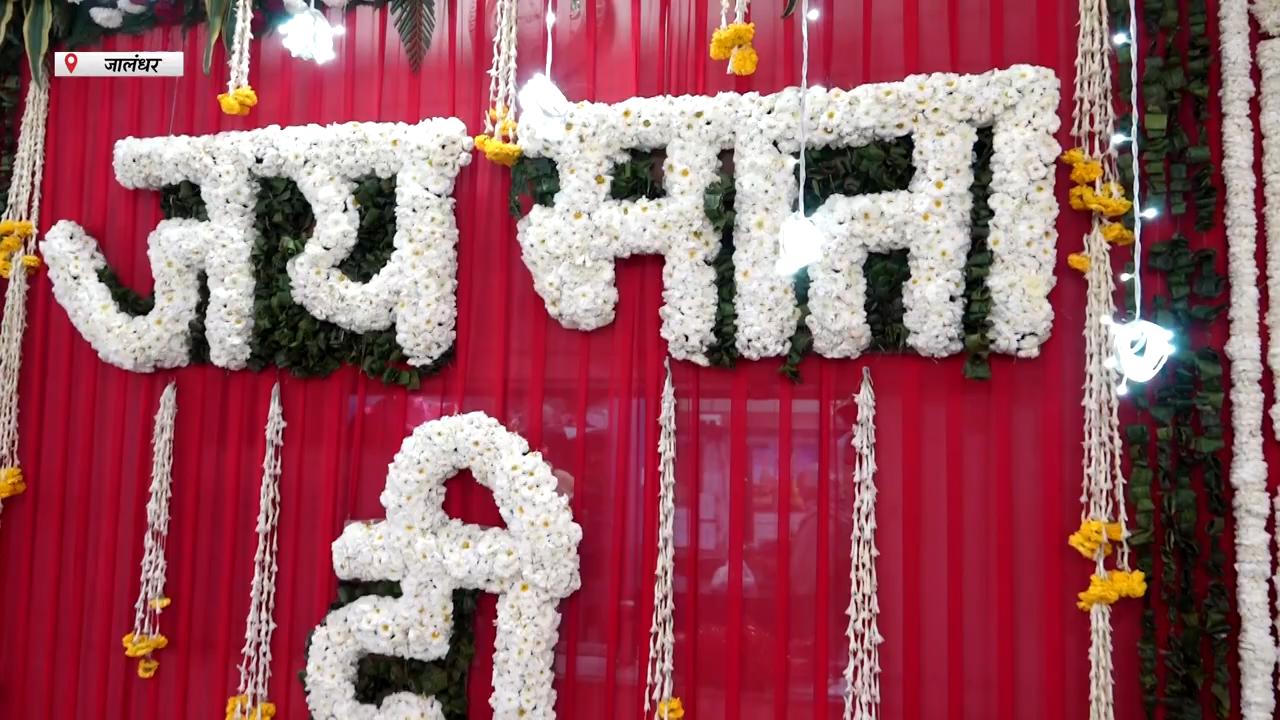 जालंधर
जय माता
दी